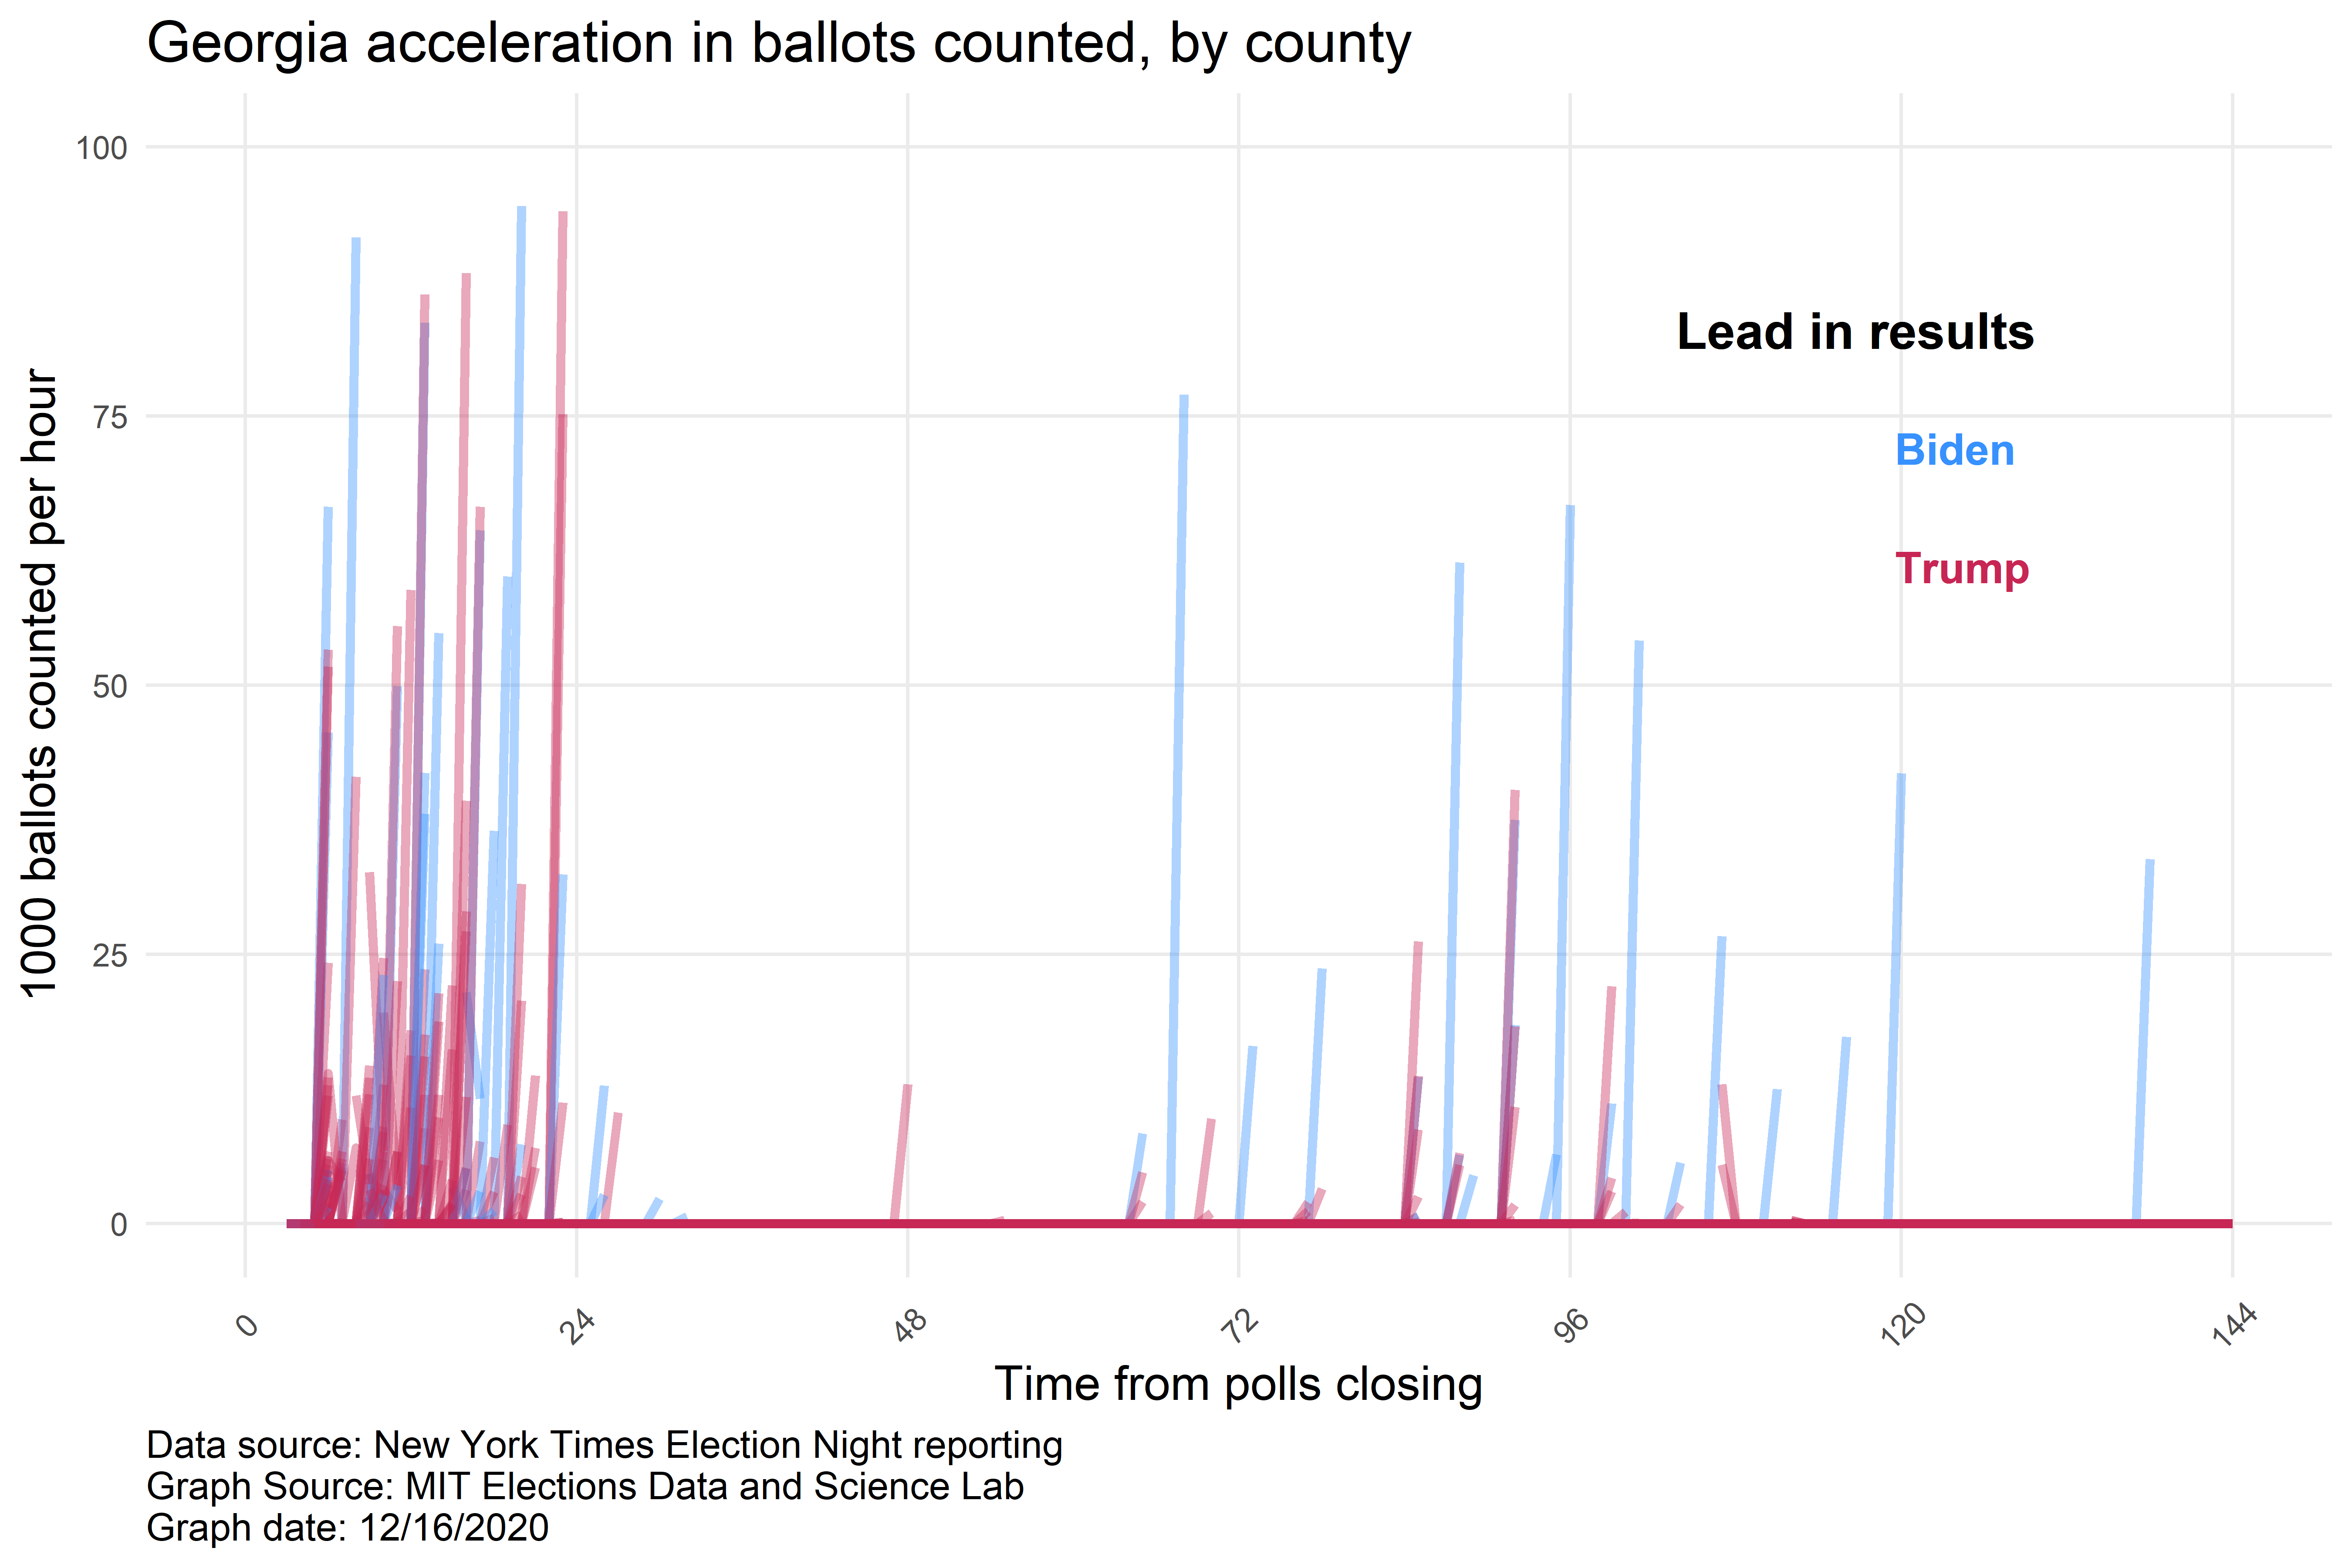 Georgia acceleration in ballots counted, by county
1000 ballots counted per hour
100
75
50
25
0
Lead in results
Biden
Trump
0
24
48
72
96
120
144
Time from polls closing
Data source: New York Times Election Night reporting
Graph Source: MIT Elections Data and Science Lab
Graph date: 12/16/2020